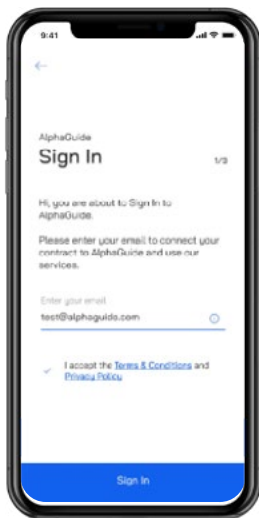 9:41
AlphaGuide
Sign In
1/3
Hi, you are about to Sign In to
AlphaGuide.
Please enter your email to connect your
contract to AlphaGuide and use our
services.
Enter your email
test@alphaguide.com
I accept the Terms & Conditions and
Privacy Policy
Sign In